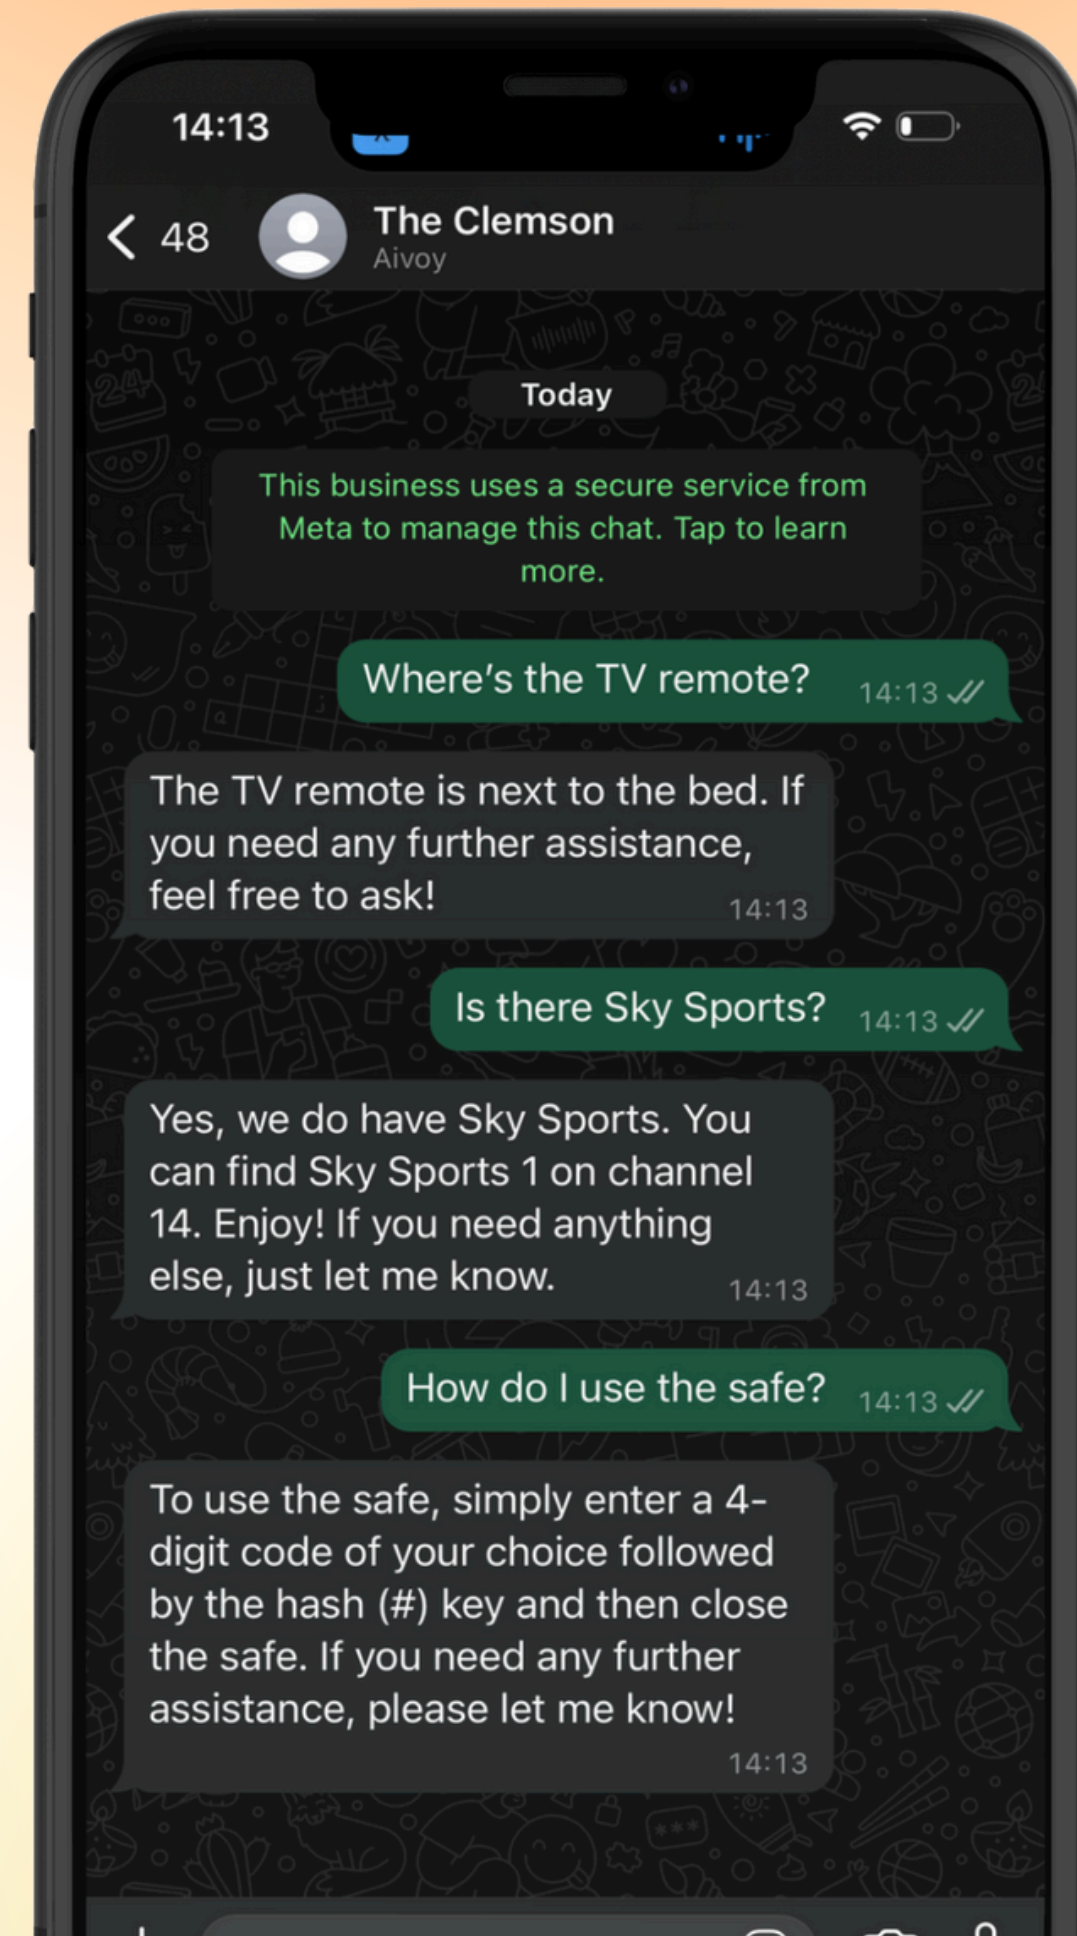 14:13
48
The Clemson
Aivoy
Today
This business uses a secure service from
Meta to manage this chat. Tap to learn
more.
Where's the TV remote? 14:13
The TV remote is next to the bed. If
you need any further assistance,
feel free to ask! 14:13
Is there Sky Sports? 14:13
Yes, we do have Sky Sports. You
can find Sky Sports 1 on channel
14. Enjoy! If you need anything
else, just let me know. 14:13
How do I use the safe? 14:13
To use the safe, simply enter a 4-
digit code of your choice followed
by the hash (#) key and then close
the safe. If you need any further
assistance, please let me know!
14:13